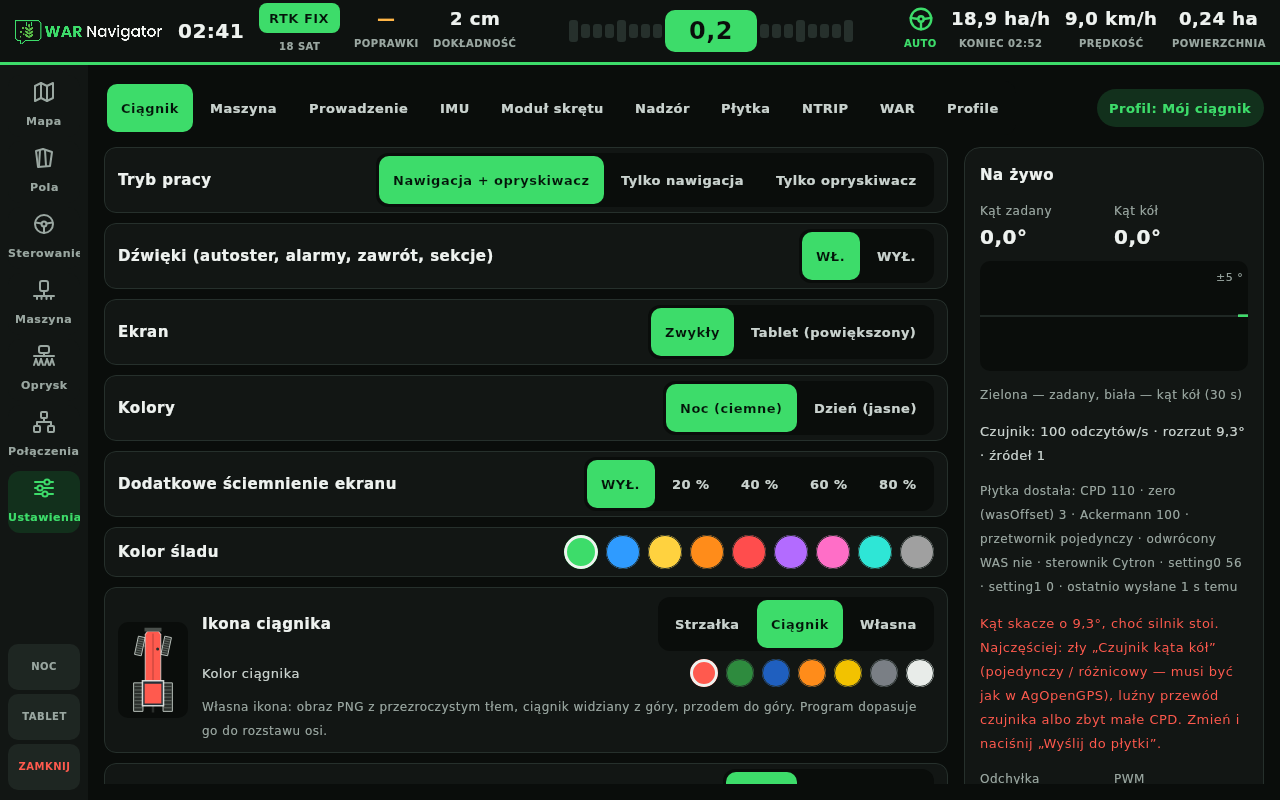 WAR Navigator
02:41
RTK FIX
18 SAT
—
POPRAWKI
2 cm
DOKŁADNOŚĆ
0,2
AUTO
18,9 ha/h
KONIEC 02:52
9,0 km/h
PRĘDKOŚĆ
0,24 ha
POWIERZCHNIA
Mapa
Pola
Sterowanie
Maszyna
Oprysk
Połączenia
Ustawienia
NOC
TABLET
ZAMKNIJ
Ciągnik
Maszyna
Prowadzenie
IMU
Moduł skrętu
Nadzór
Płytka
NTRIP
WAR
Profile
Profil: Mój ciągnik
Tryb pracy
Nawigacja + opryskiwacz
Tylko nawigacja
Tylko opryskiwacz
Dźwięki (autoster, alarmy, zawrót, sekcje)
WŁ.
WYŁ.
Ekran
Zwykły
Tablet (powiększony)
Kolory
Noc (ciemne)
Dzień (jasne)
Dodatkowe ściemnienie ekranu
WYŁ.
20 %
40 %
60 %
80 %
Kolor śladu
Ikona ciągnika
Strzałka
Ciągnik
Własna
Kolor ciągnika
Własna ikona: obraz PNG z przezroczystym tłem, ciągnik widziany z góry, przodem do góry. Program dopasuje
go do rozstawu osi.
Na żywo
Kąt zadany
Kąt kół
0,0°
0,0°
±5 °
Zielona — zadany, biała — kąt kół (30 s)
Czujnik: 100 odczytów/s · rozrzut 9,3°
· źródeł 1
Płytka dostała: CPD 110 · zero
(wasOffset) 3 · Ackermann 100 ·
przetwornik pojedynczy · odwrócony
WAS nie · sterownik Cytron · setting0 56
· setting1 0 · ostatnio wysłane 1 s temu
Kąt skacze o 9,3°, choć silnik stoi.
Najczęściej: zły „Czujnik kąta kół”
(pojedynczy / różnicowy — musi być
jak w AgOpenGPS), luźny przewód
czujnika albo zbyt małe CPD. Zmień i
naciśnij „Wyślij do płytki”.
Odchyłka
PWM